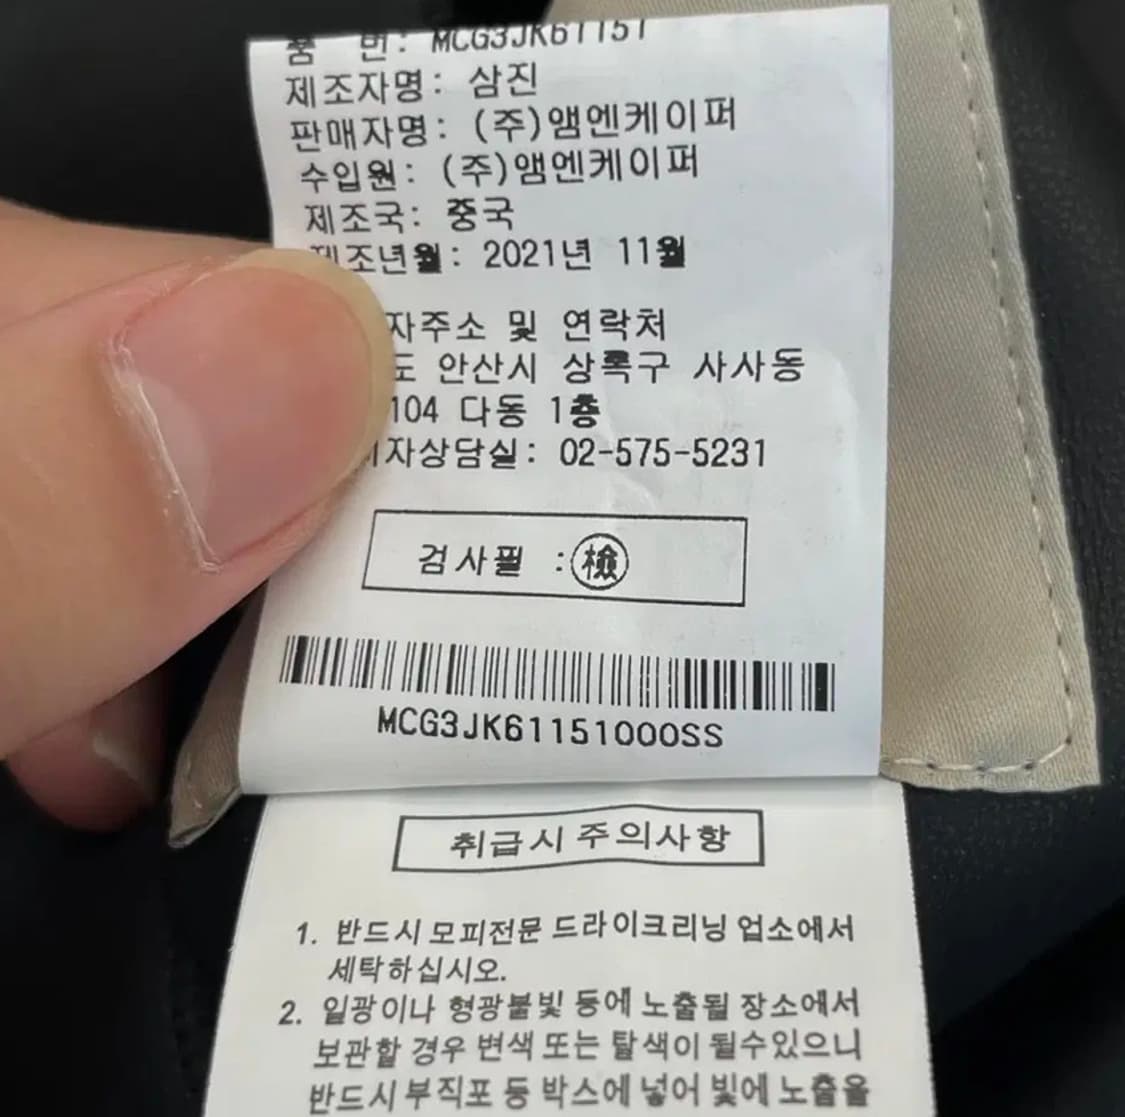 품 번: MCG3JK61151
제조자명: 삼진
판매자명: (주)앰엔케이퍼
수입원: (주)앰엔케이퍼
제조국: 중국
제조년월: 2021년 11월
자주소 및 연락처
도 안산시 상록구 사사동
104 다동 1층
자상담실: 02-575-5231
검사필 : 檢
MCG3JK61151000SS
취급시 주의사항
1. 반드시 모피전문 드라이크리닝 업소에서
세탁하십시오.
2. 일광이나 형광불빛 등에 노출될 장소에서
보관할 경우 변색 또는 탈색이 될수있으니
반드시 부직포 등 박스에 넣어 빛에 노출을